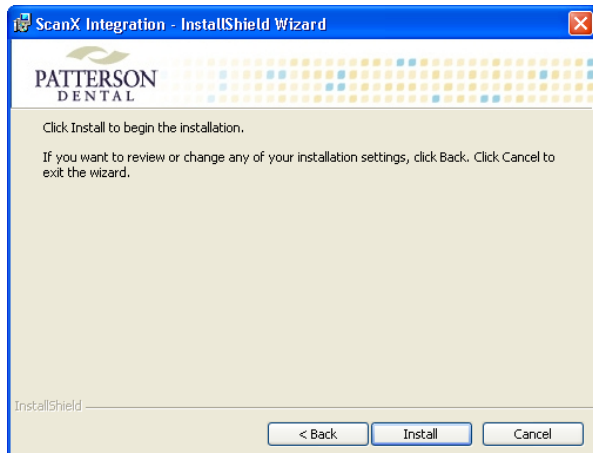 ScanX Integration - InstallShield Wizard
PATTERSON
DENTAL
Click Install to begin the installation.
If you want to review or change any of your installation settings, click Back. Click Cancel to
exit the wizard.
InstallShield
< Back Install Cancel